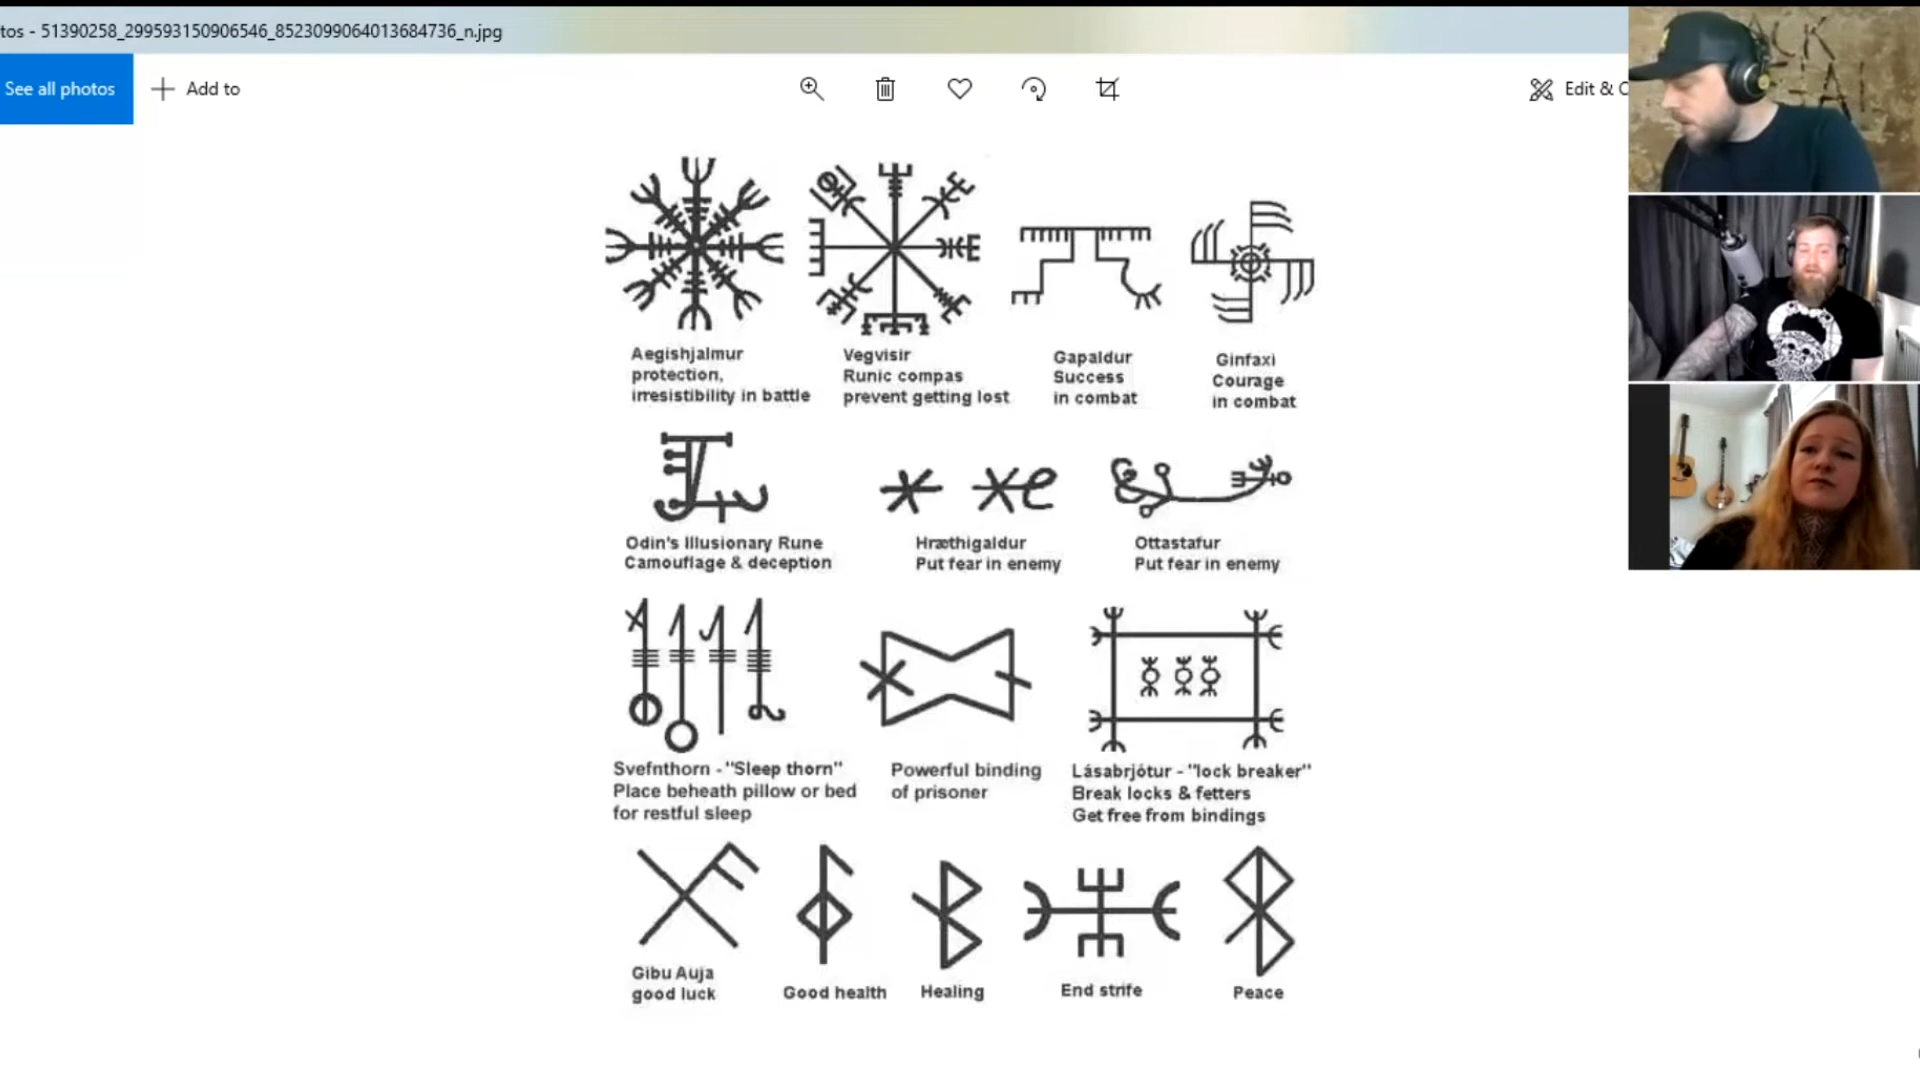 tos - 51390258_299593150906546_8523099064013684736_n.jpg
See all photos
Add to
Edit & C
Aegishjalmur
protection,
irresistibility in battle
Vegvisir
Runic compas
prevent getting lost
Gapaldur
Success
in combat
Ginfaxi
Courage
in combat
Odin's Illusionary Rune
Camouflage & deception
Hræthigaldur
Put fear in enemy
Ottastafur
Put fear in enemy
Svefnthorn - "Sleep thorn"
Place beheath pillow or bed
for restful sleep
Powerful binding
of prisoner
Lásabrjótur - "lock breaker"
Break locks & fetters
Get free from bindings
Gibu Auja
good luck
Good health
Healing
End strife
Peace